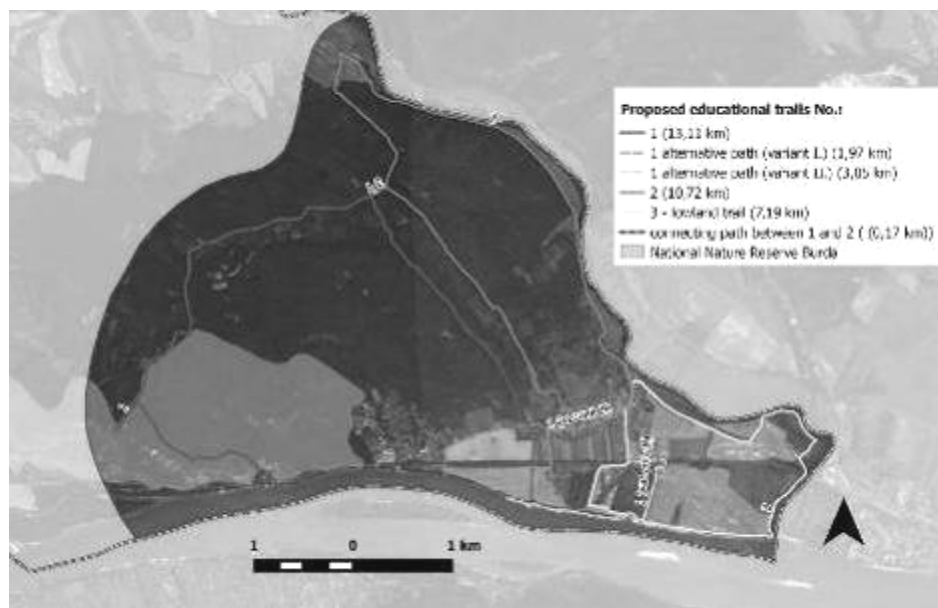 Proposed educational trails No.:
1 (13,11 km)
1 alternative path (variant I.) (1,97 km)
1 alternative path (variant II.) (3,05 km)
2 (10,72 km)
3 - lowland trail (7,19 km)
connecting path between 1 and 2 ( (0,17 km))
National Nature Reserve Burda
1 0 1 km